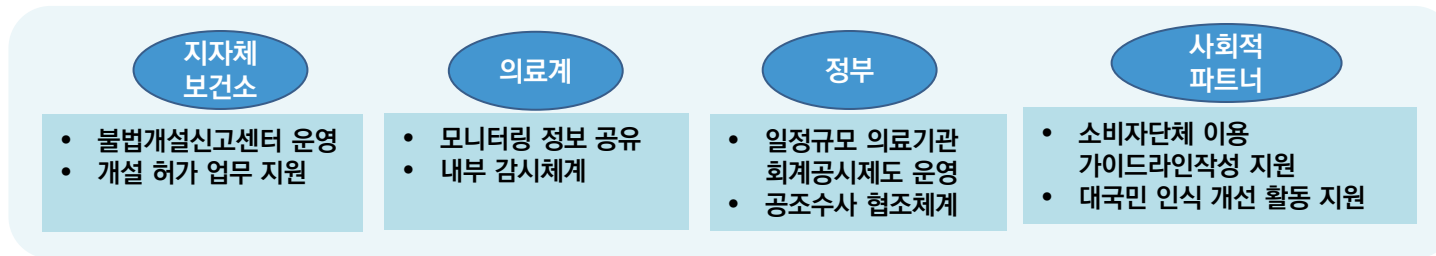 지자체
보건소
• 불법개설신고센터 운영
• 개설 허가 업무 지원
의료계
• 모니터링 정보 공유
• 내부 감시체계
정부
• 일정규모 의료기관
회계공시제도 운영
• 공조수사 협조체계
사회적
파트너
• 소비자단체 이용
가이드라인작성 지원
• 대국민 인식 개선 활동 지원